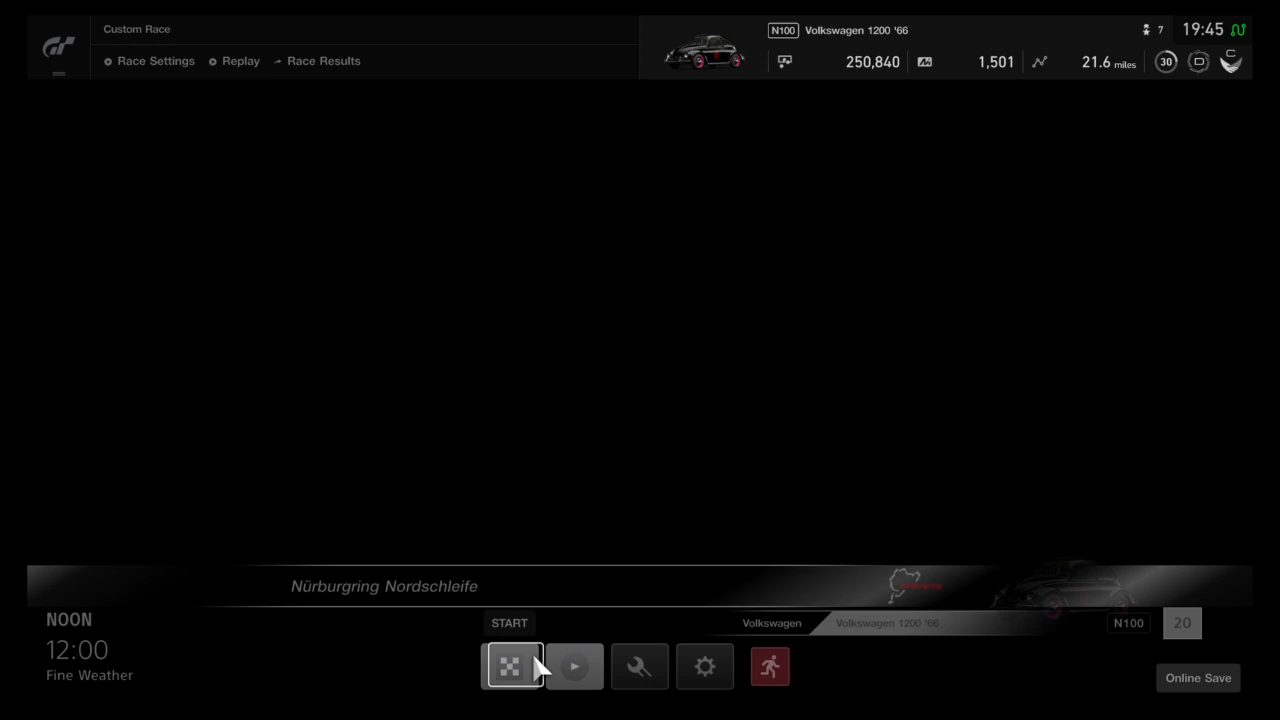 Custom Race
Race Settings Replay Race Results
N100 Volkswagen 1200 '66
7 19:45
250,840 1,501 21.6 miles 30 D C
Nürburgring Nordschleife
NOON
12:00
Fine Weather
START
Volkswagen Volkswagen 1200 '66 N100 20
Online Save